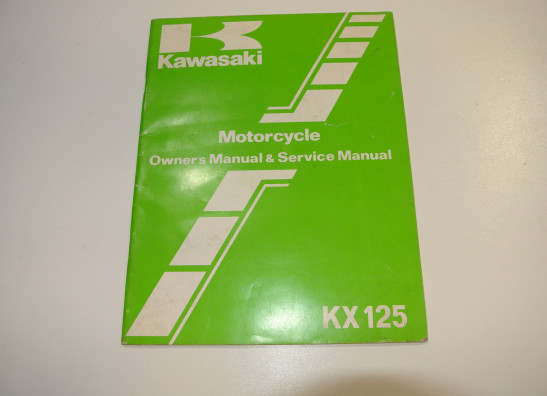 Kawasaki
Motorcycle
Owners Manual & Service Manual
KX 125